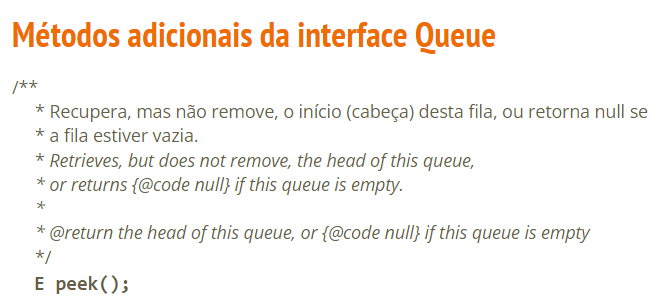 Métodos adicionais da interface Queue
/**
* Recupera, mas não remove, o início (cabeça) desta fila, ou retorna null se
* a fila estiver vazia.
* Retrieves, but does not remove, the head of this queue,
* or returns {@code null} if this queue is empty.
*
* @return the head of this queue, or {@code null} if this queue is empty
*/
E peek();